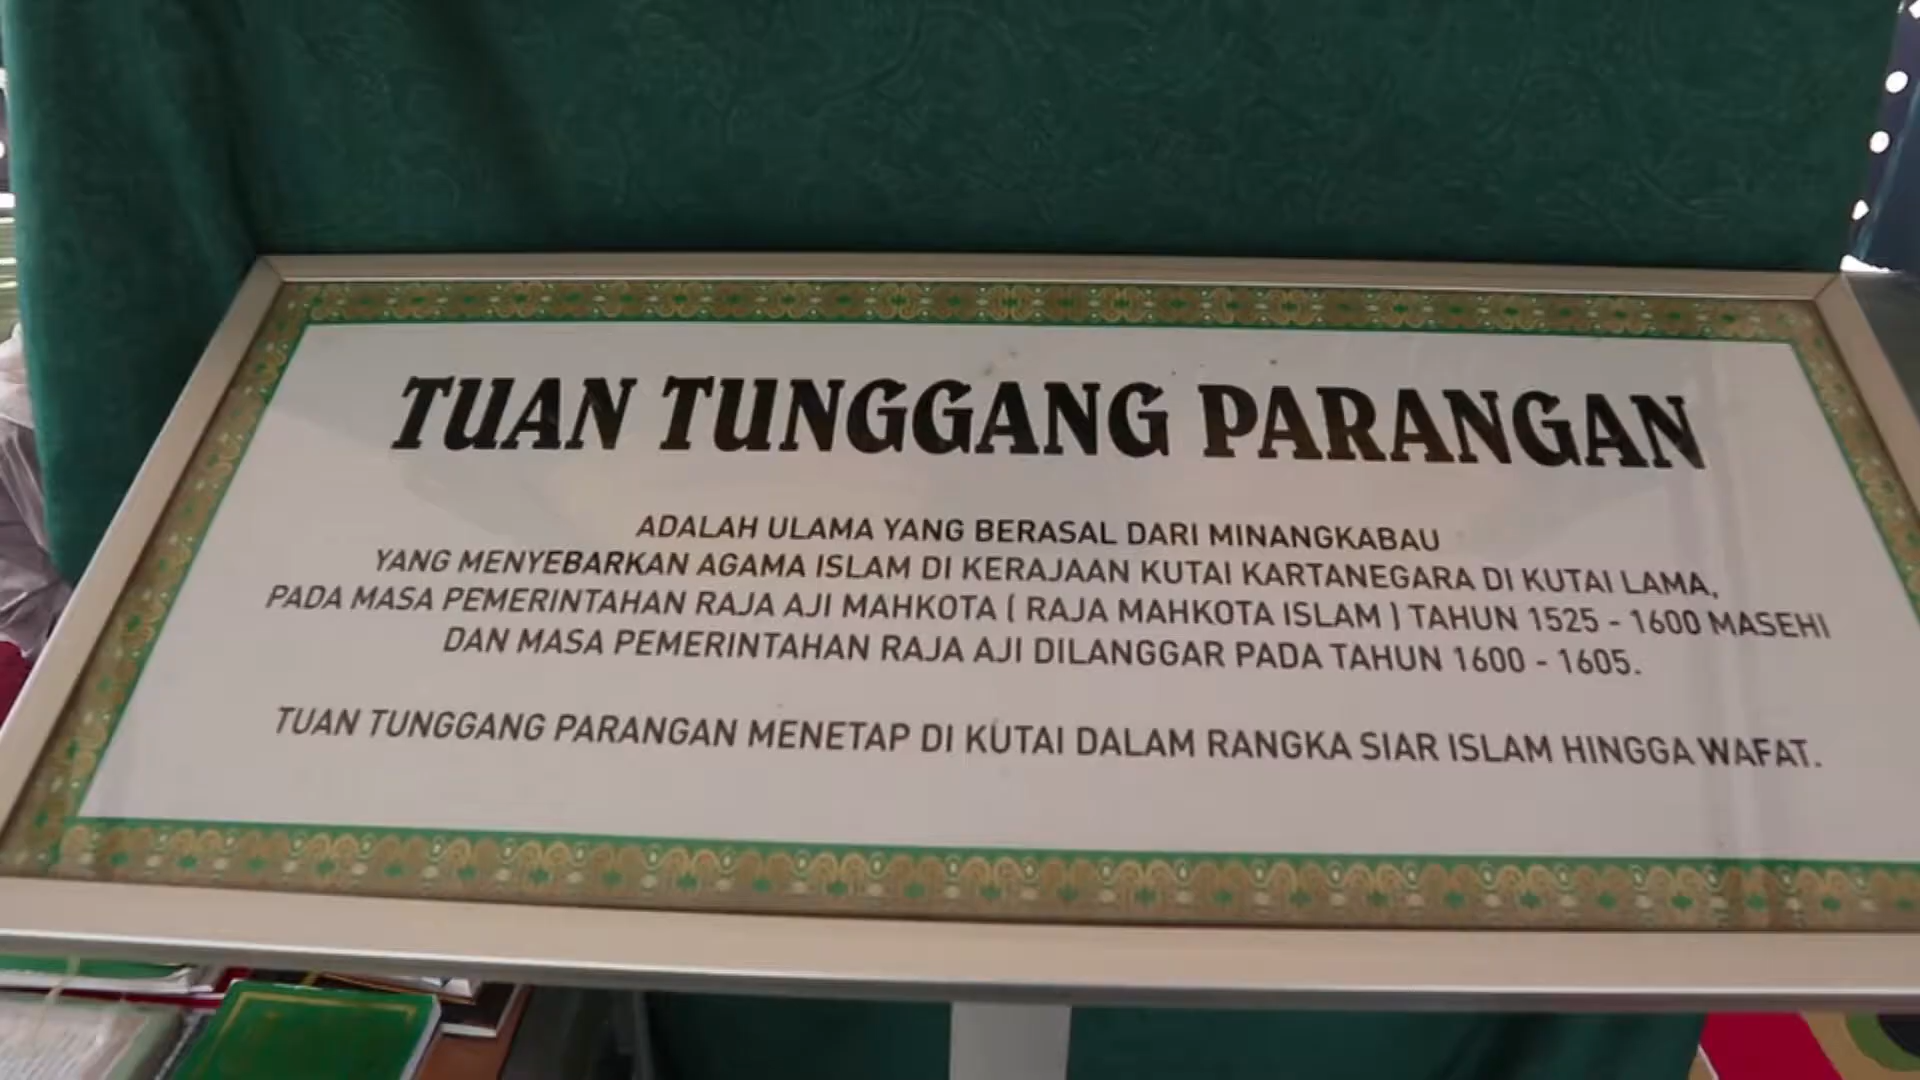 TUAN TUNGGANG PARANGAN
ADALAH ULAMA YANG BERASAL DARI MINANGKABAU
YANG MENYEBARKAN AGAMA ISLAM DI KERAJAAN KUTAI KARTANEGARA DI KUTAI LAMA,
PADA MASA PEMERINTAHAN RAJA AJI MAHKOTA ( RAJA MAHKOTA ISLAM ) TAHUN 1525 - 1600 MASEHI
DAN MASA PEMERINTAHAN RAJA AJI DILANGGAR PADA TAHUN 1600 - 1605.
TUAN TUNGGANG PARANGAN MENETAP DI KUTAI DALAM RANGKA SIAR ISLAM HINGGA WAFAT.